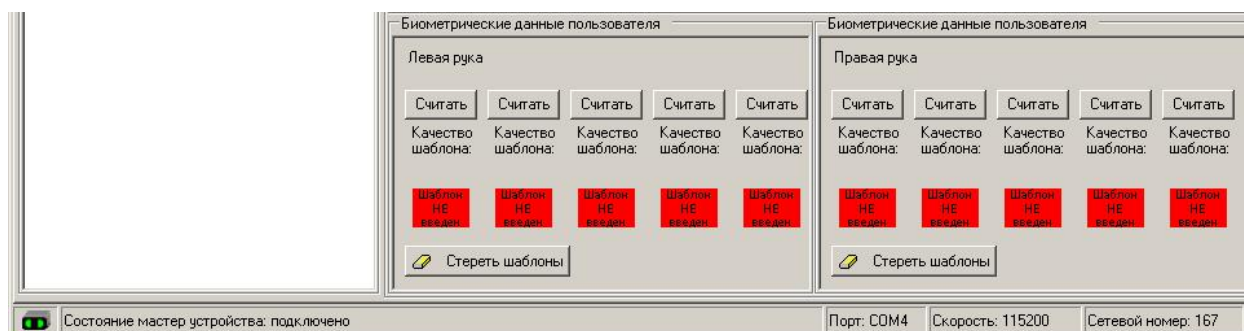 Биометрические данные пользователя Биометрические данные пользователя
Левая рука Правая рука
Считать Считать Считать Считать Считать Считать Считать Считать Считать Считать
Качество Качество Качество Качество Качество Качество Качество Качество Качество Качество
шаблона: шаблона: шаблона: шаблона: шаблона: шаблона: шаблона: шаблона: шаблона: шаблона:
Шаблон Шаблон Шаблон Шаблон Шаблон Шаблон Шаблон Шаблон Шаблон Шаблон
НЕ НЕ НЕ НЕ НЕ НЕ НЕ НЕ НЕ НЕ
введен введен введен введен введен введен введен введен введен введен
Стереть шаблоны Стереть шаблоны
Состояние мастер устройства: подключено Порт: COM4 Скорость: 115200 Сетевой номер: 167